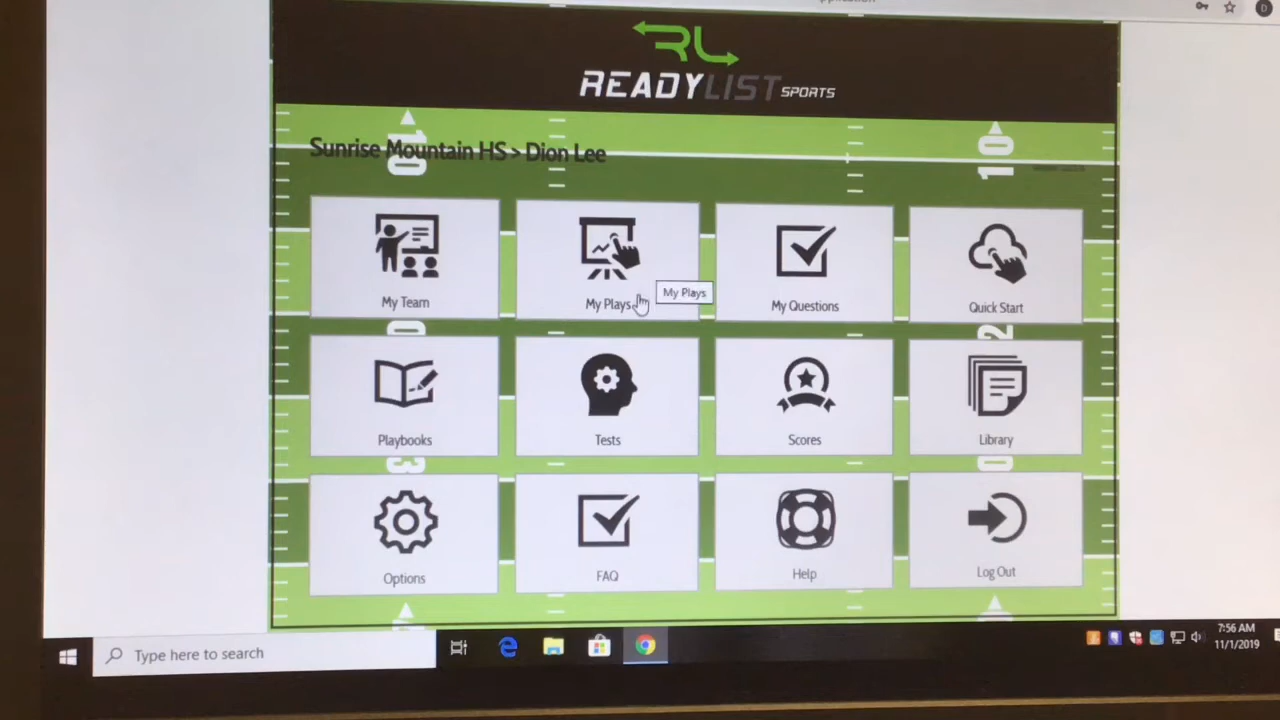 RL
READYLIST SPORTS
Sunrise Mountain HS > Dion Lee
My Team
My Plays
My Plays
My Questions
Quick Start
Playbooks
Tests
Scores
Library
Options
FAQ
Help
Log Out
Type here to search
7:56 AM
11/1/2019
D